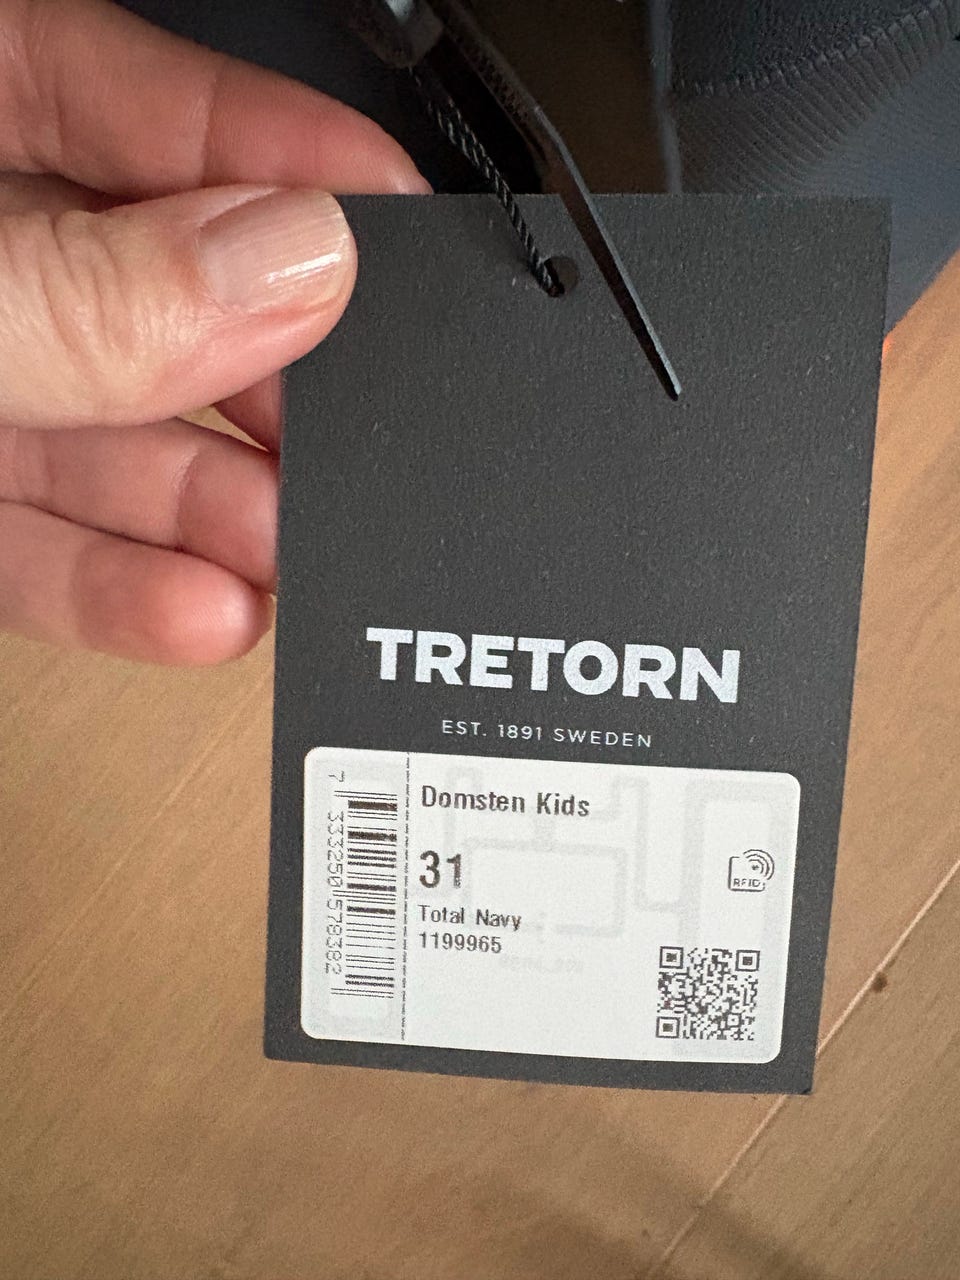 TRETORN
EST. 1891 SWEDEN
Domsten Kids
31
RFID
Total Navy
1199965
7 333250 578382